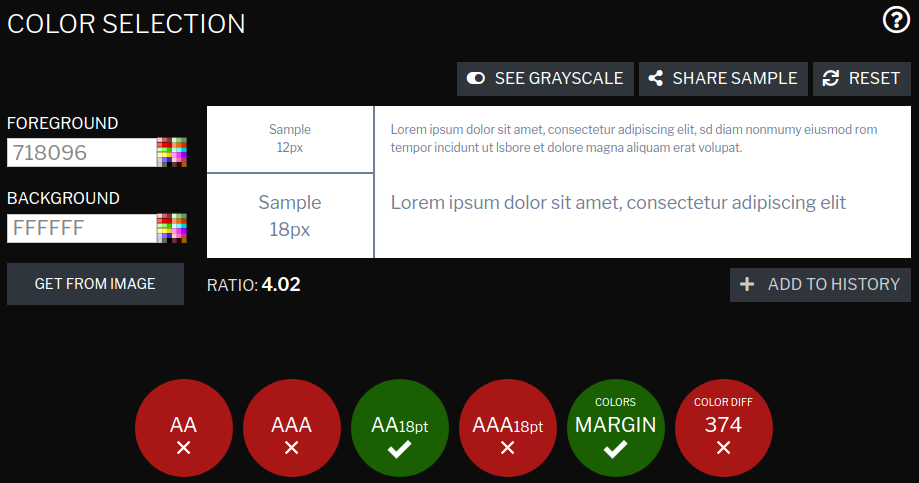 COLOR SELECTION
SEE GRAYSCALE
SHARE SAMPLE
RESET
FOREGROUND
718096
BACKGROUND
FFFFFF
GET FROM IMAGE
Sample
12px
Lorem ipsum dolor sit amet, consectetur adipiscing elit, sd diam nonmumy eiusmod rom
tempor incidunt ut lsbore et dolore magna aliquam erat volupat.
Sample
18px
Lorem ipsum dolor sit amet, consectetur adipiscing elit
RATIO: 4.02
ADD TO HISTORY
AA
AAA
AA18pt
AAA18pt
COLORS
MARGIN
COLOR DIFF
374